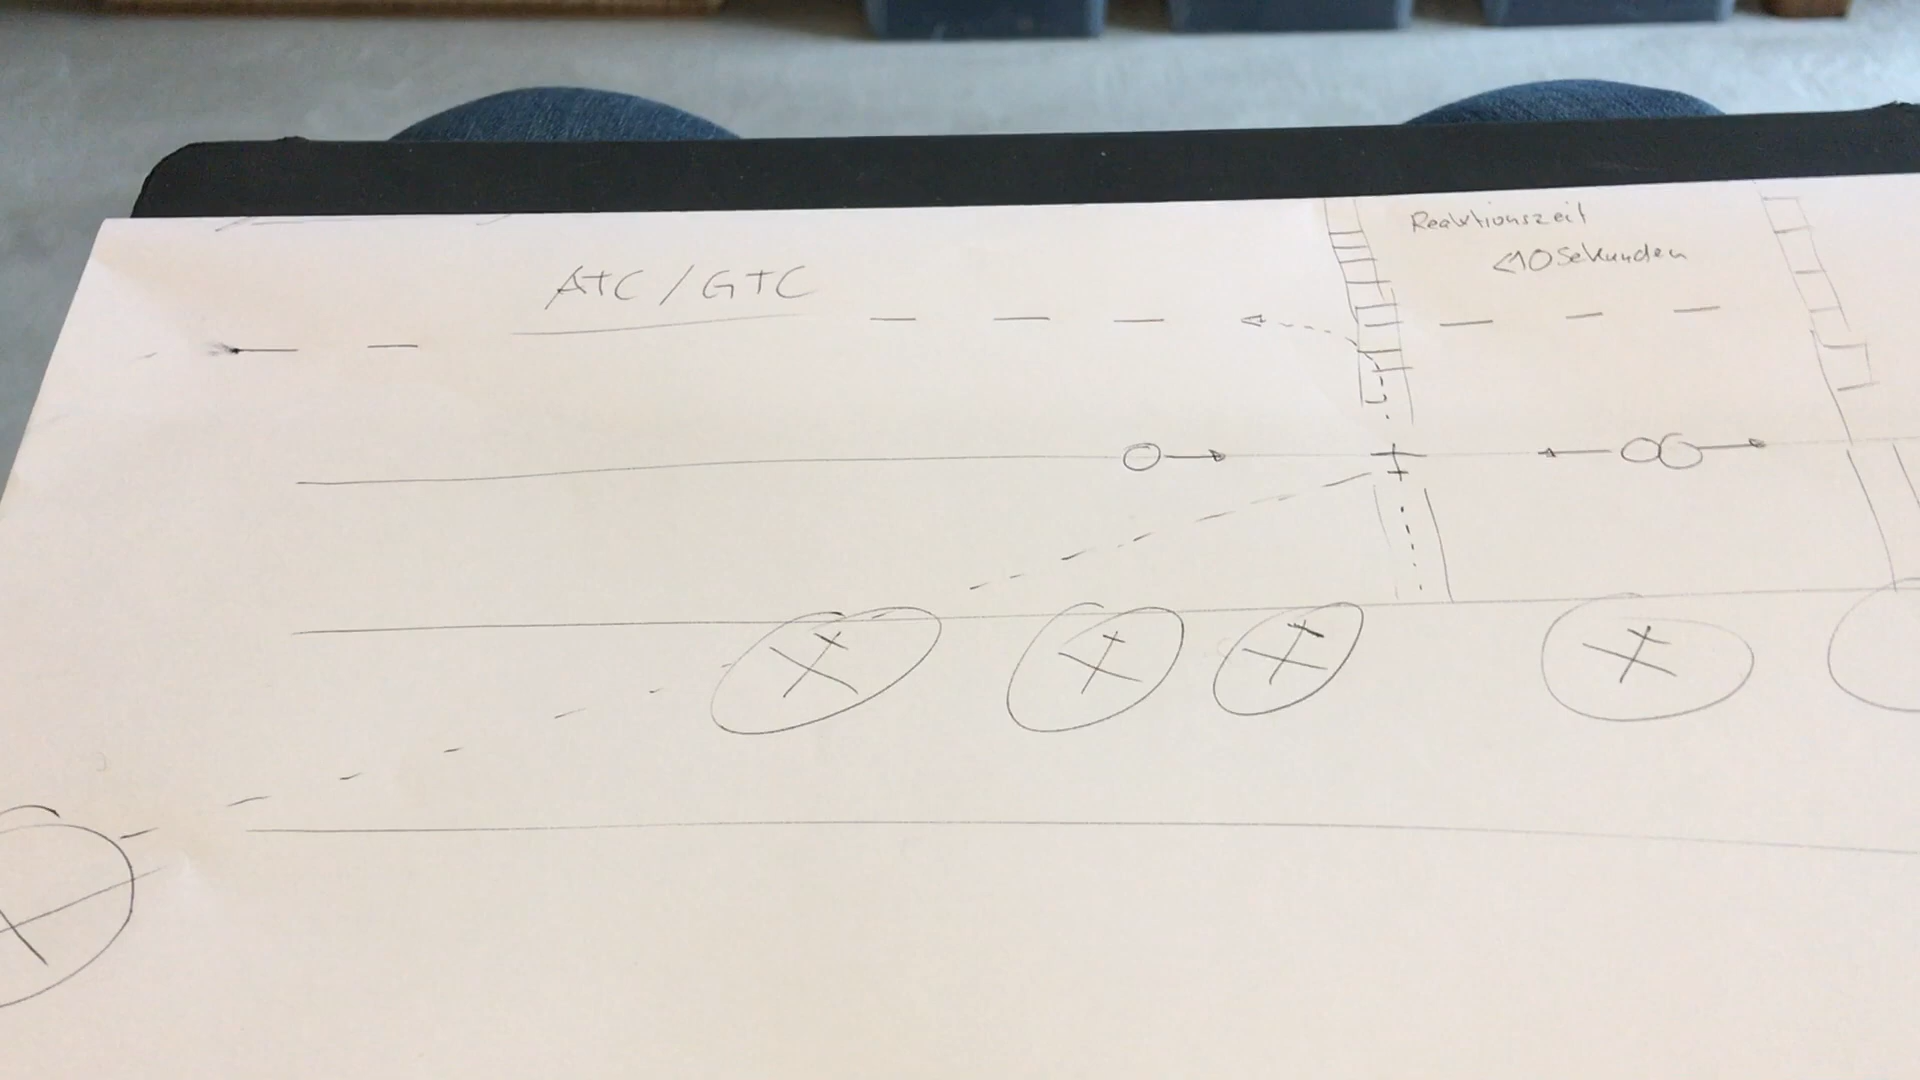 ATC / GTC
Reaktionszeit
<10 Sekunden